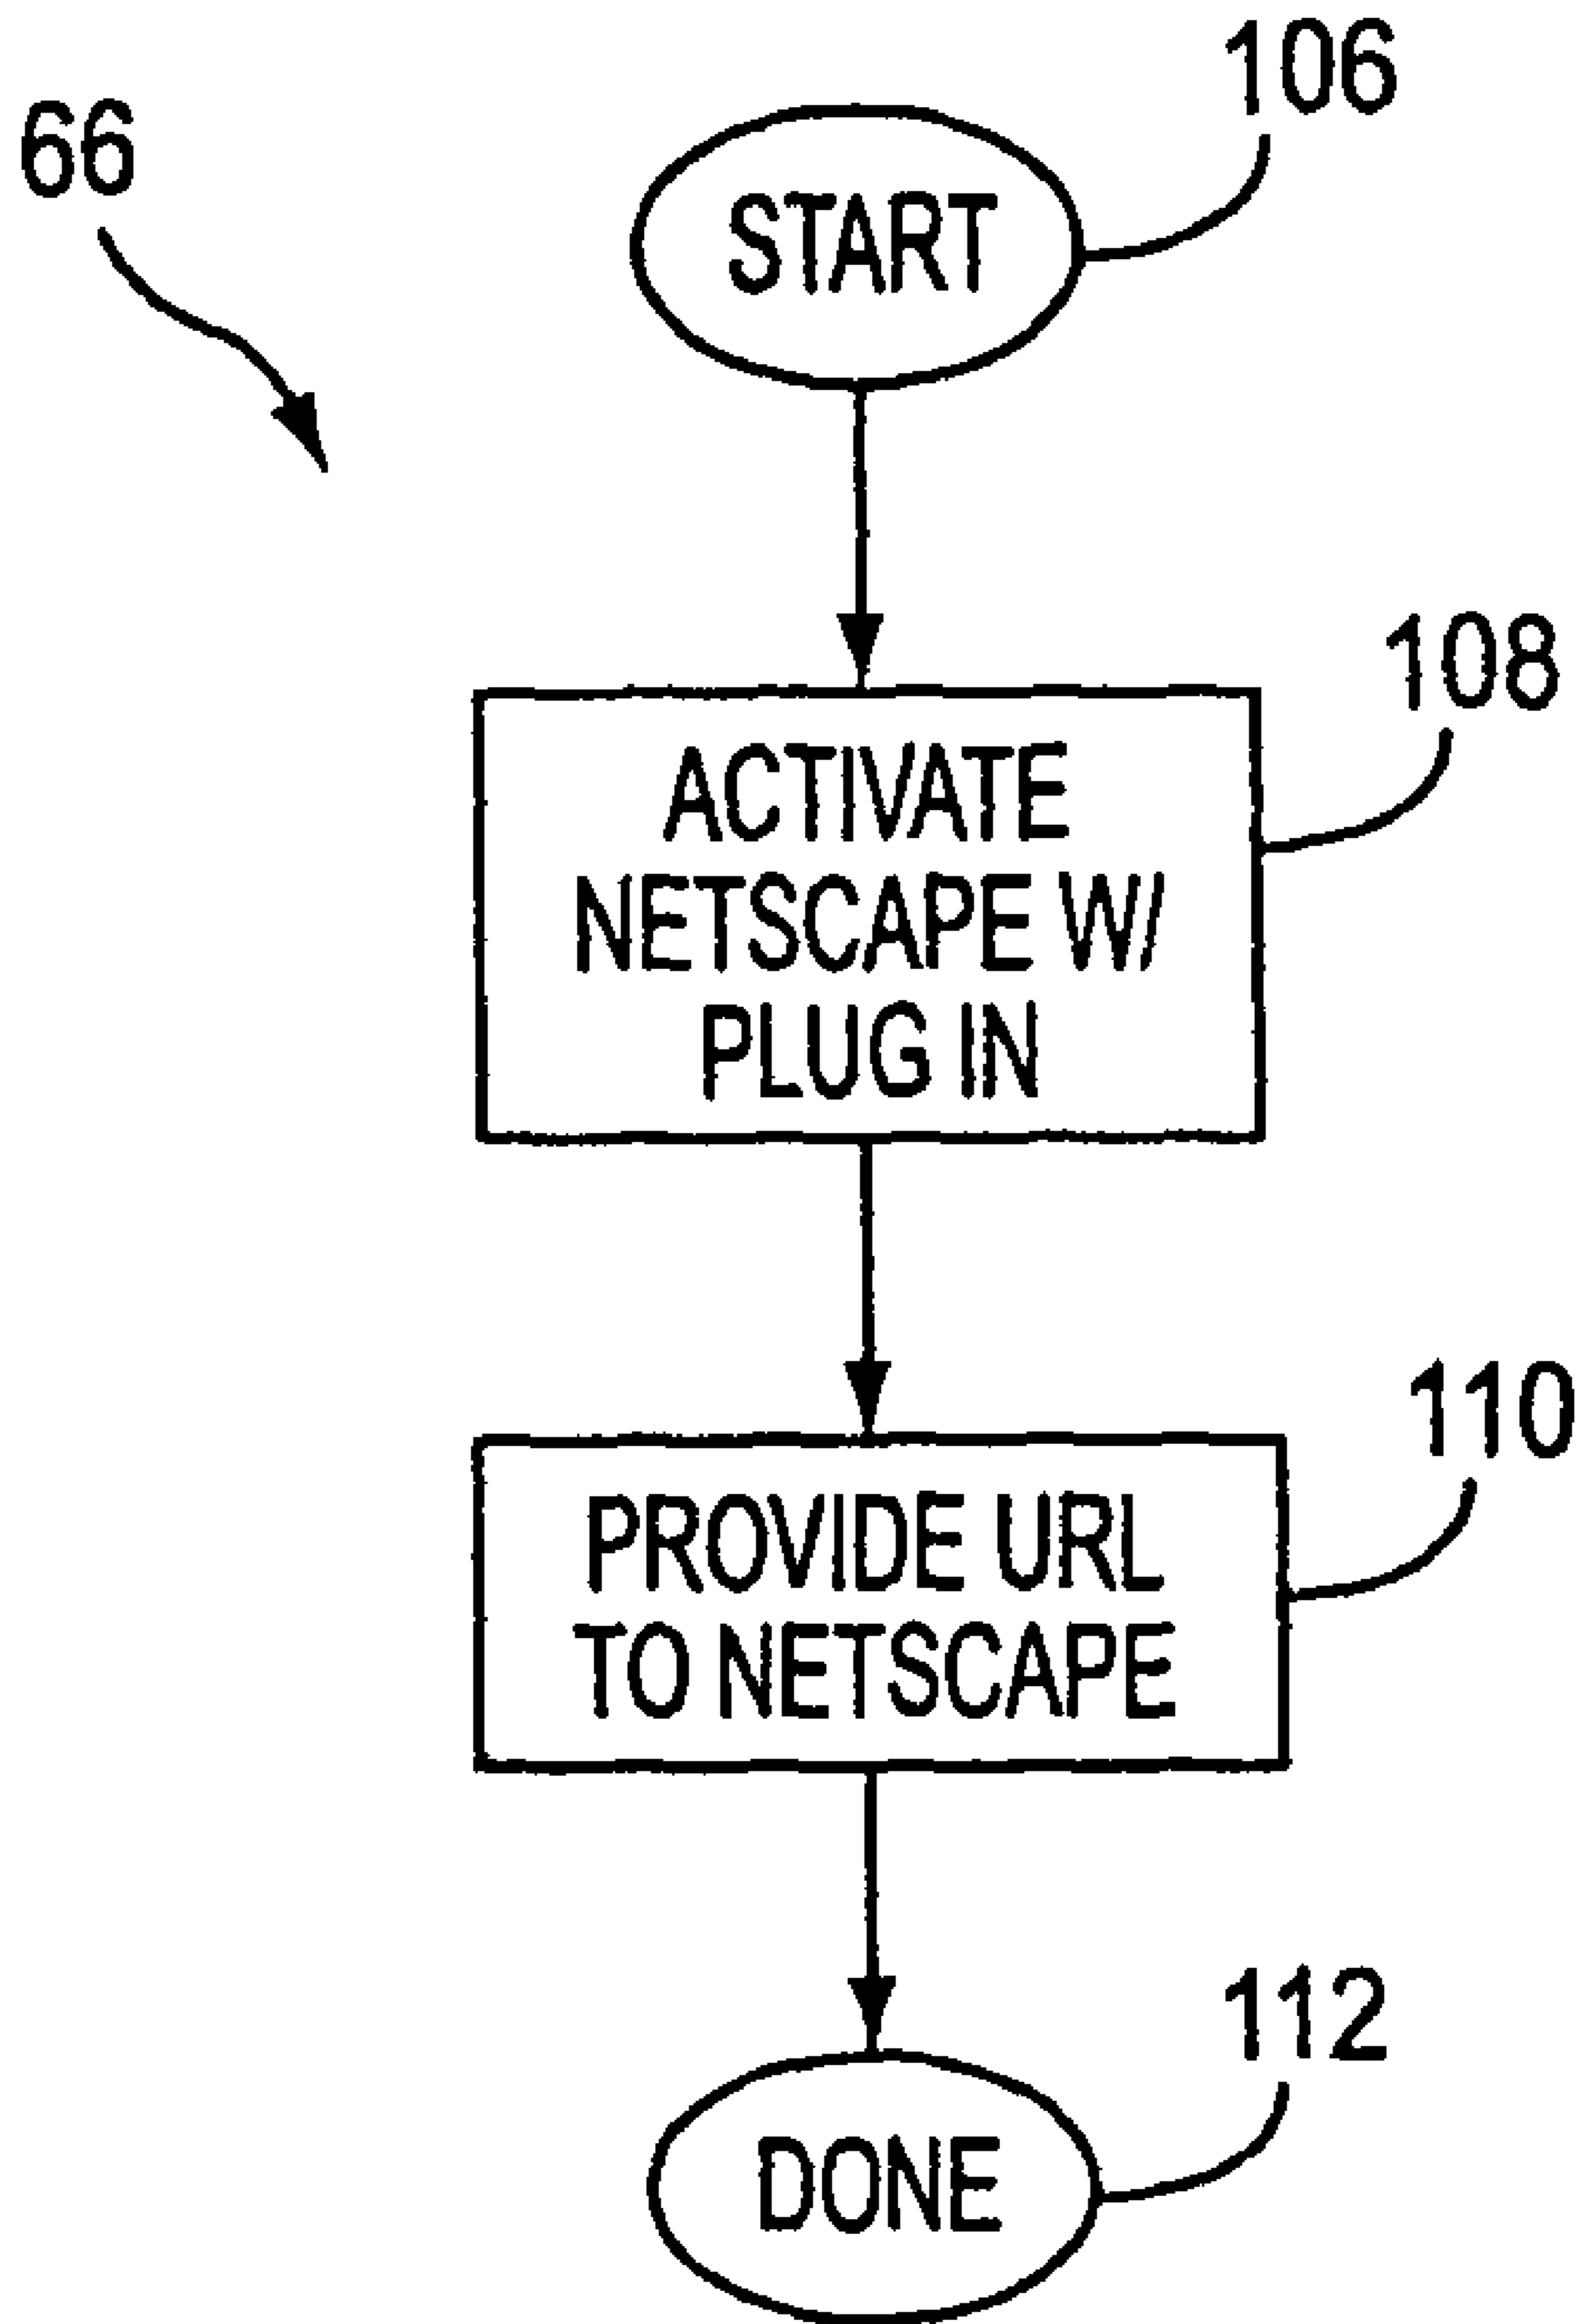 106
66
START
108
ACTIVATE
NETSCAPE W/
PLUG IN
110
PROVIDE URL
TO NETSCAPE
112
DONE